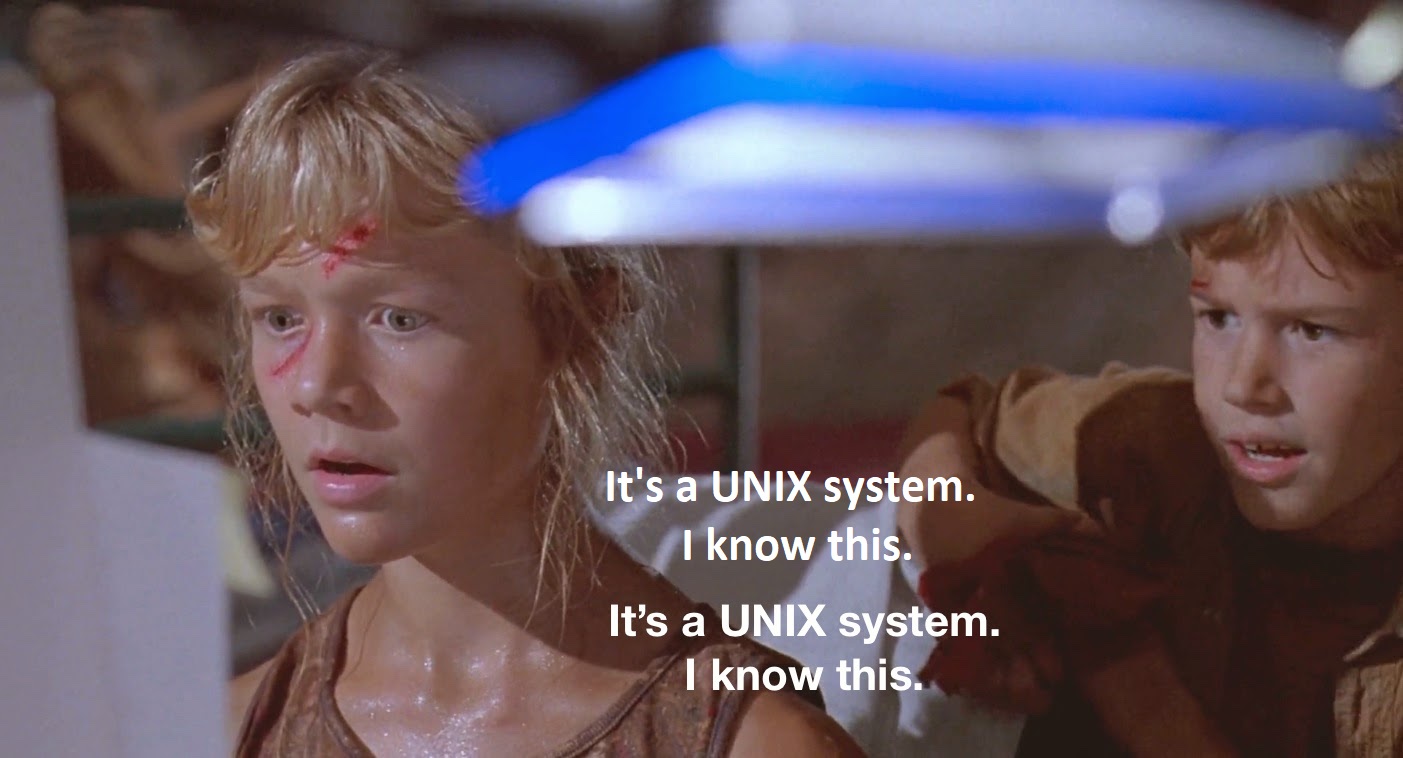 It's a UNIX system.
I know this.
It’s a UNIX system.
I know this.